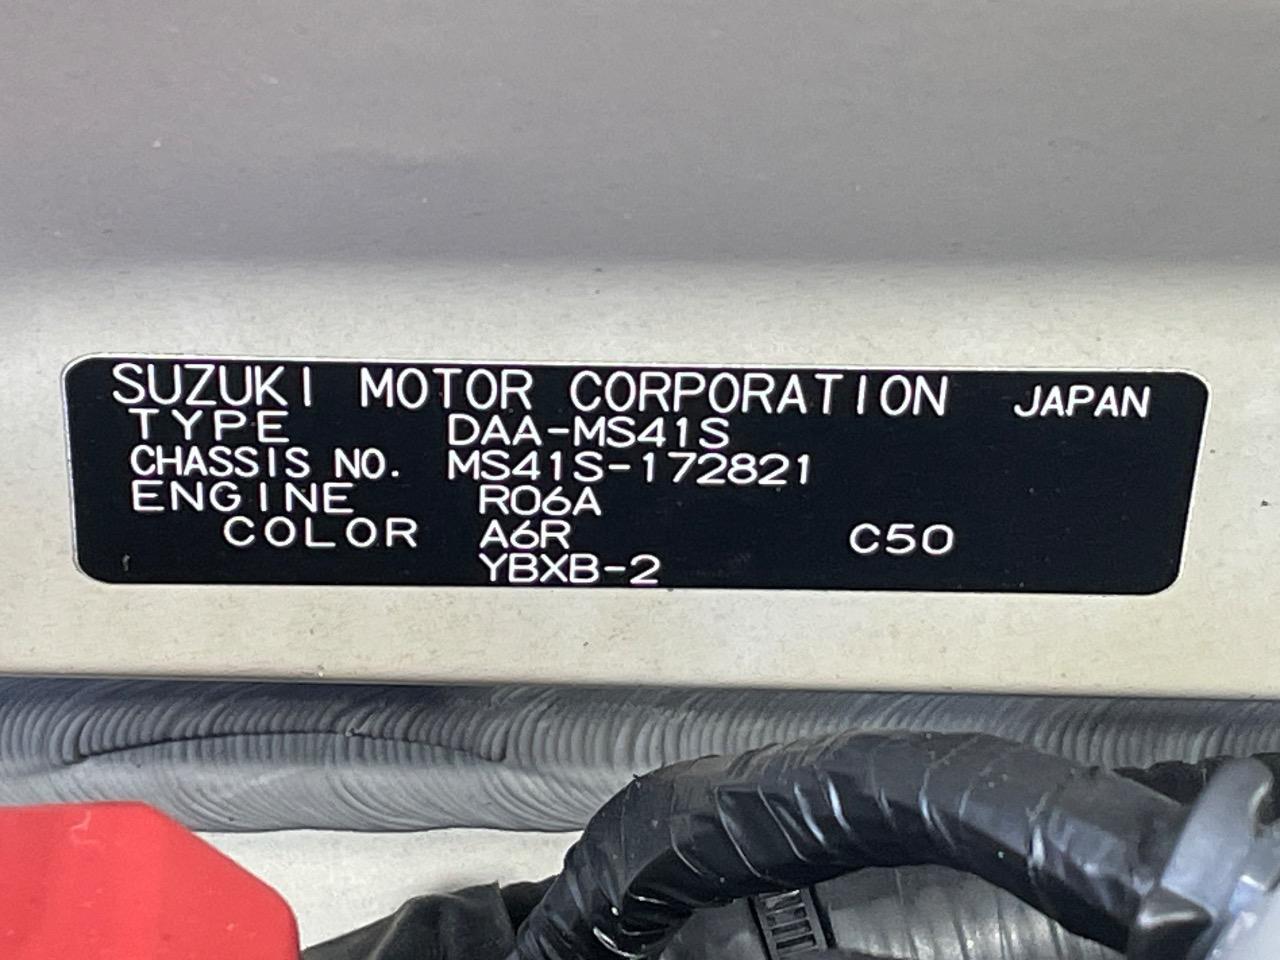 SUZUKI MOTOR CORPORATION JAPAN
TYPE DAA-MS41S
CHASSIS NO. MS41S-172821
ENGINE R06A
COLOR A6R C50
YBXB-2